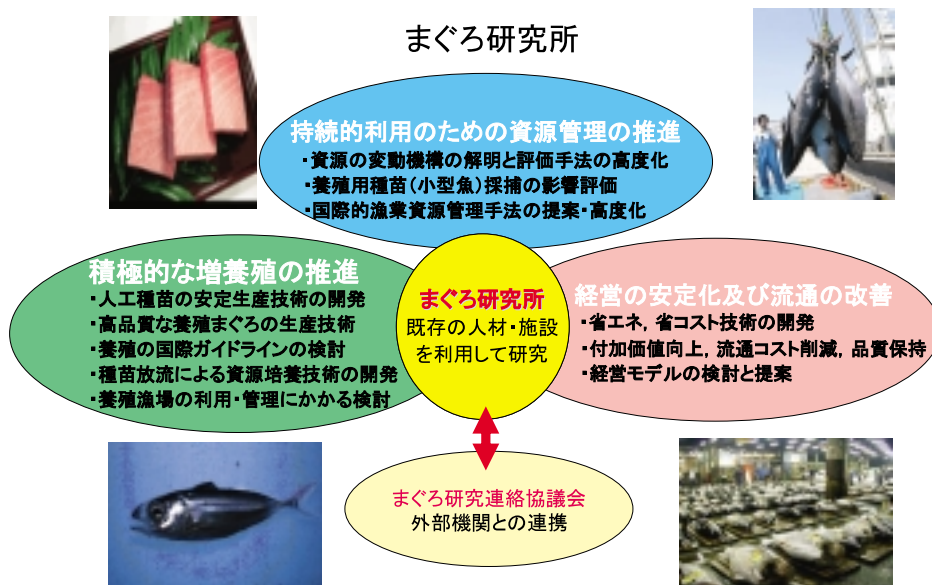 まぐろ研究所
持続的利用のための資源管理の推進
・資源の変動機構の解明と評価手法の高度化
・養殖用種苗（小型魚）採捕の影響評価
・国際的漁業資源管理手法の提案・高度化
積極的な増養殖の推進
・人工種苗の安定生産技術の開発
・高品質な養殖まぐろの生産技術
・養殖の国際ガイドラインの検討
・種苗放流による資源培養技術の開発
・養殖漁場の利用・管理にかかる検討
まぐろ研究所
既存の人材・施設
を利用して研究
経営の安定化及び流通の改善
・省エネ，省コスト技術の開発
・付加価値向上，流通コスト削減，品質保持
・経営モデルの検討と提案
まぐろ研究連絡協議会
外部機関との連携